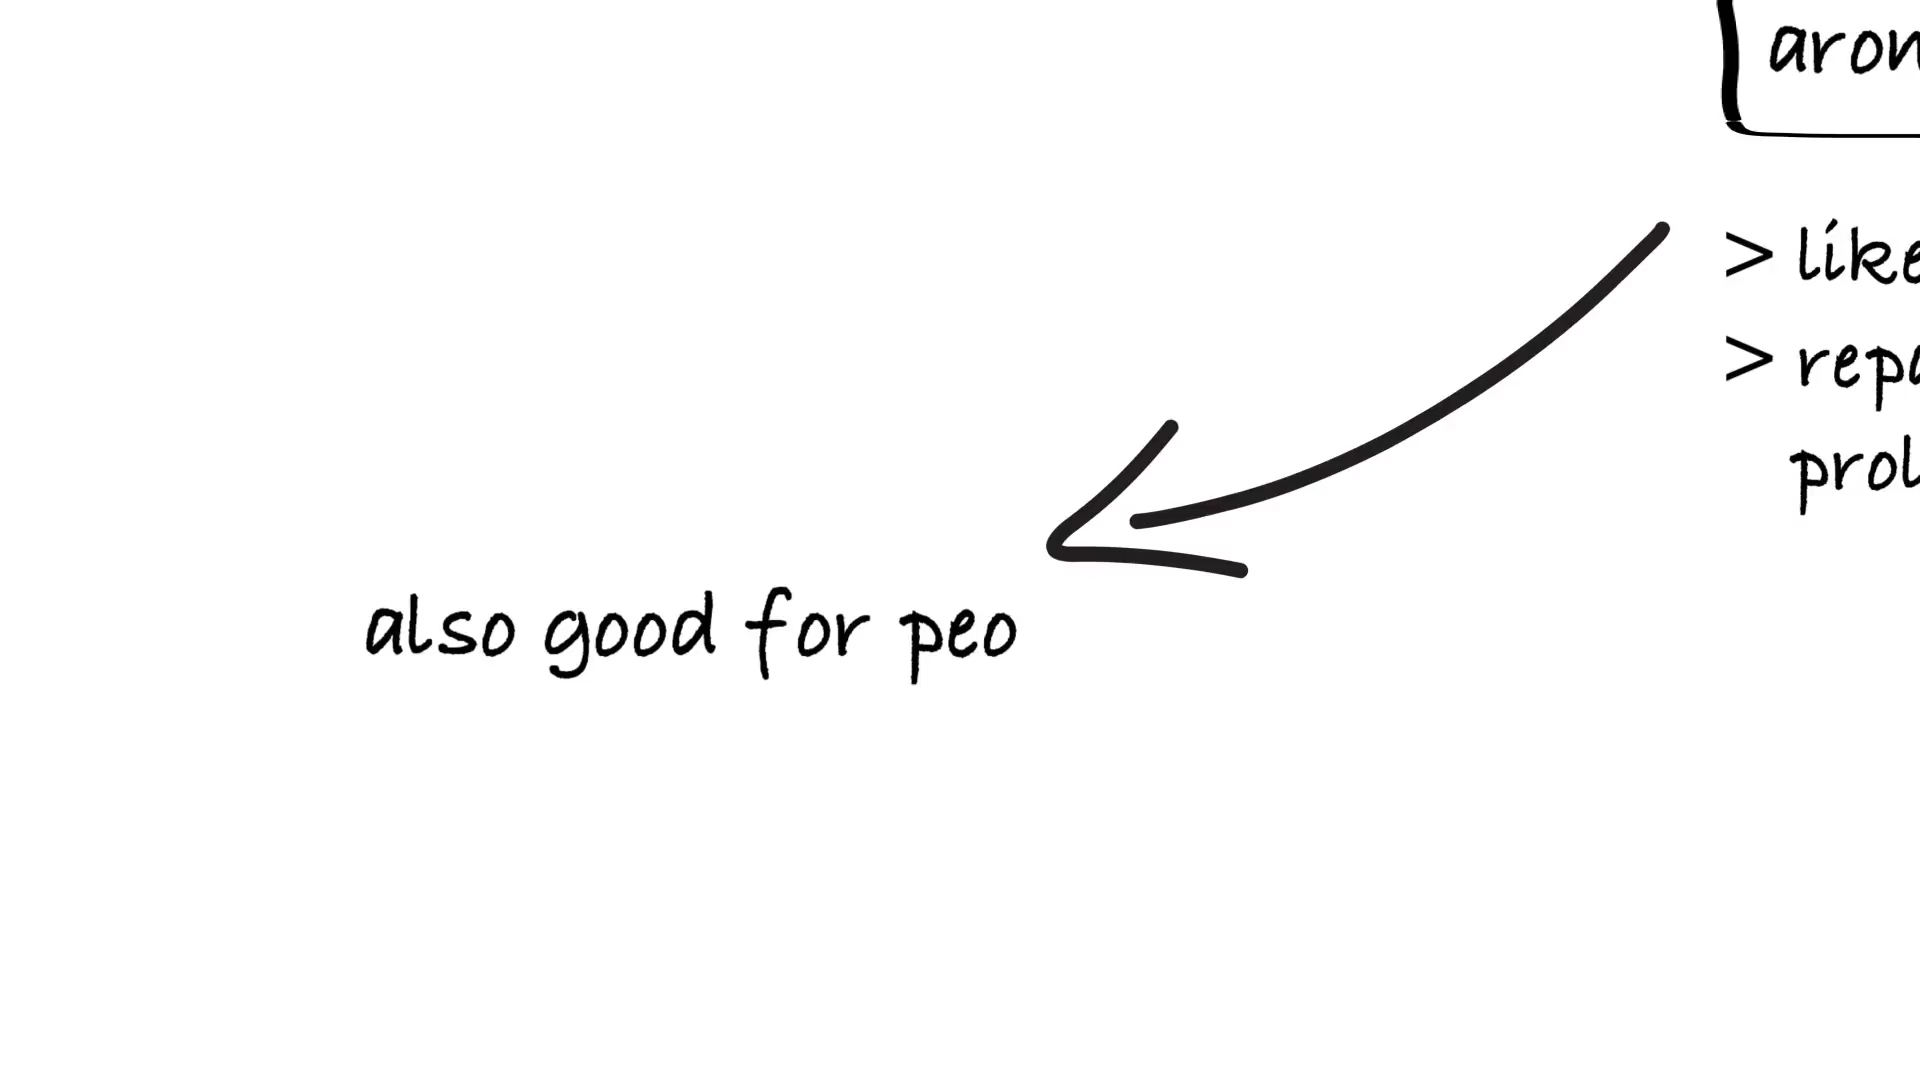 aron
> like
> repa
prol
also good for peo